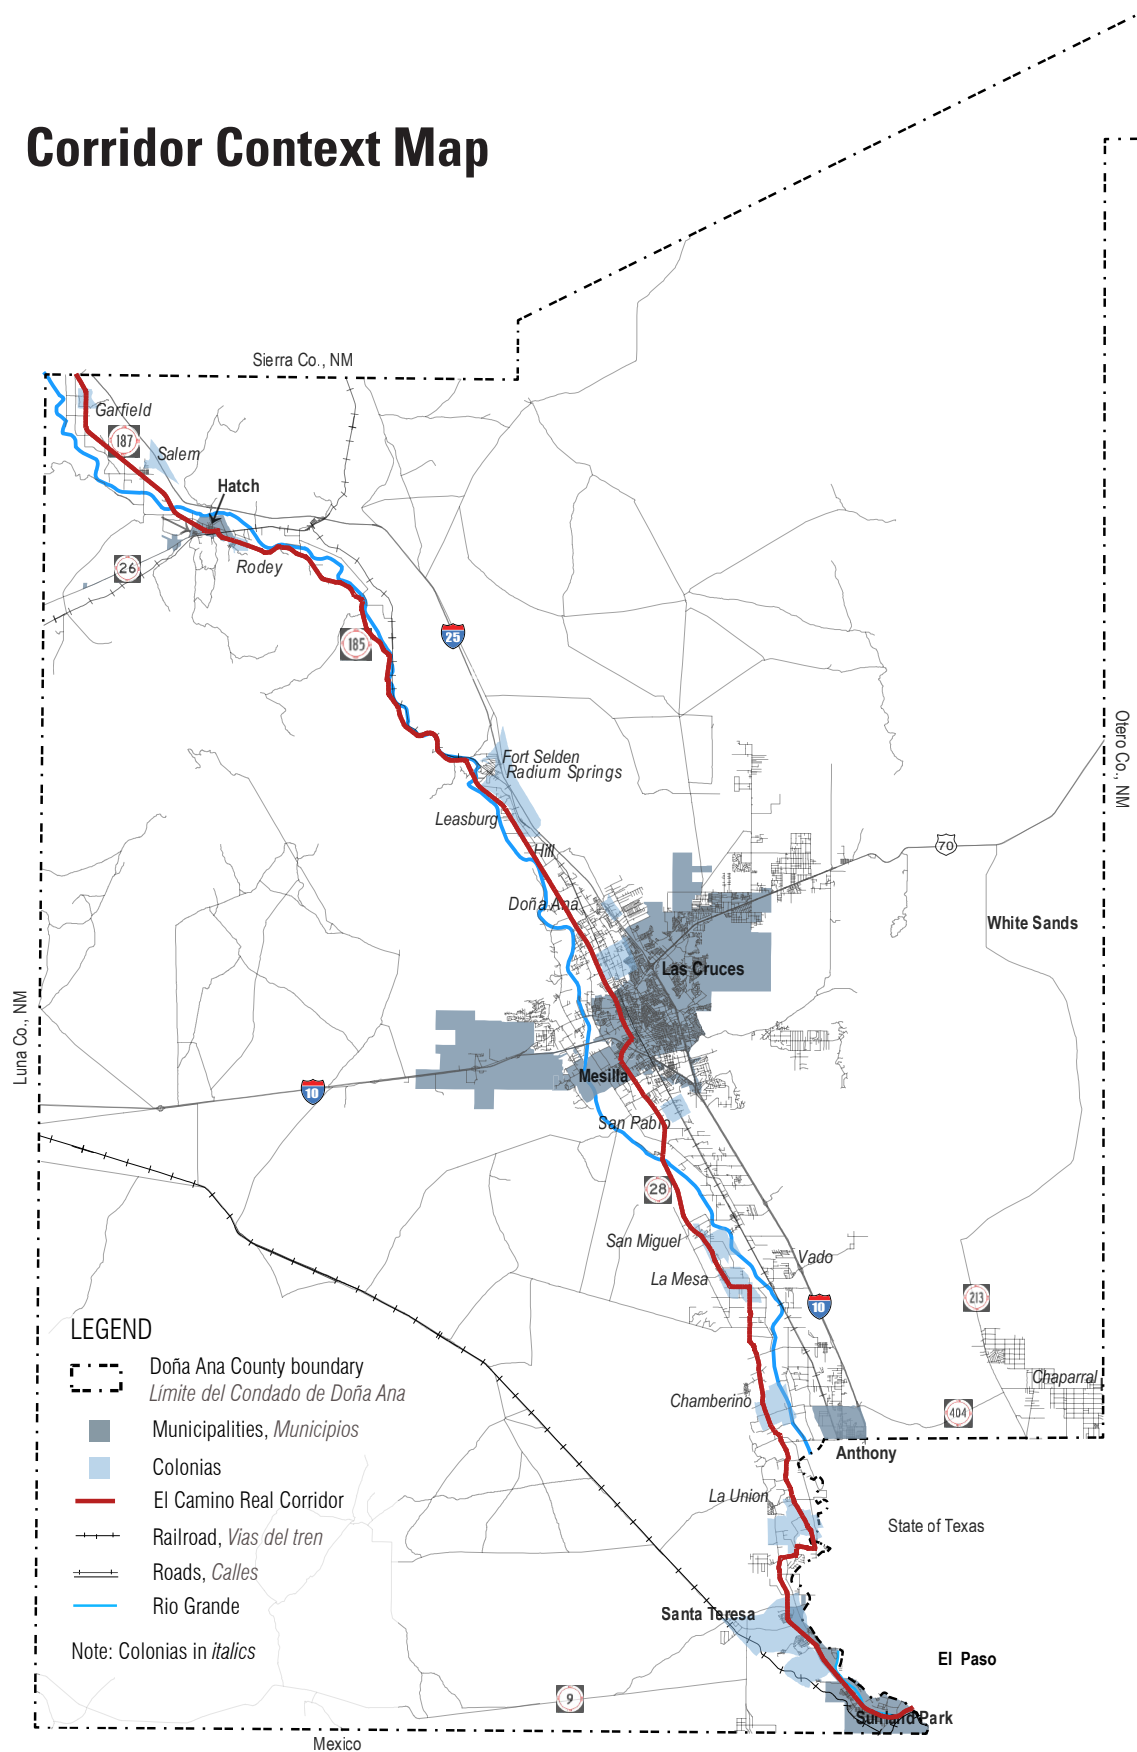 Corridor Context Map
Sierra Co., NM
Garfield
187
Salem
Hatch
26
Rodey
185
25
Otero Co., NM
Fort Selden
Radium Springs
Leasburg
Hill
70
Doña Ana
White Sands
Las Cruces
Luna Co., NM
Mesilla
10
San Pablo
28
San Miguel
Vado
La Mesa
213
10
LEGEND
Doña Ana County boundary
Límite del Condado de Doña Ana
Municipalities, Municipios
Colonias
El Camino Real Corridor
Railroad, Vias del tren
Roads, Calles
Rio Grande
Note: Colonias in italics
Chaparral
Chamberino
404
Anthony
La Union
State of Texas
Santa Teresa
El Paso
9
Sunland Park
Mexico